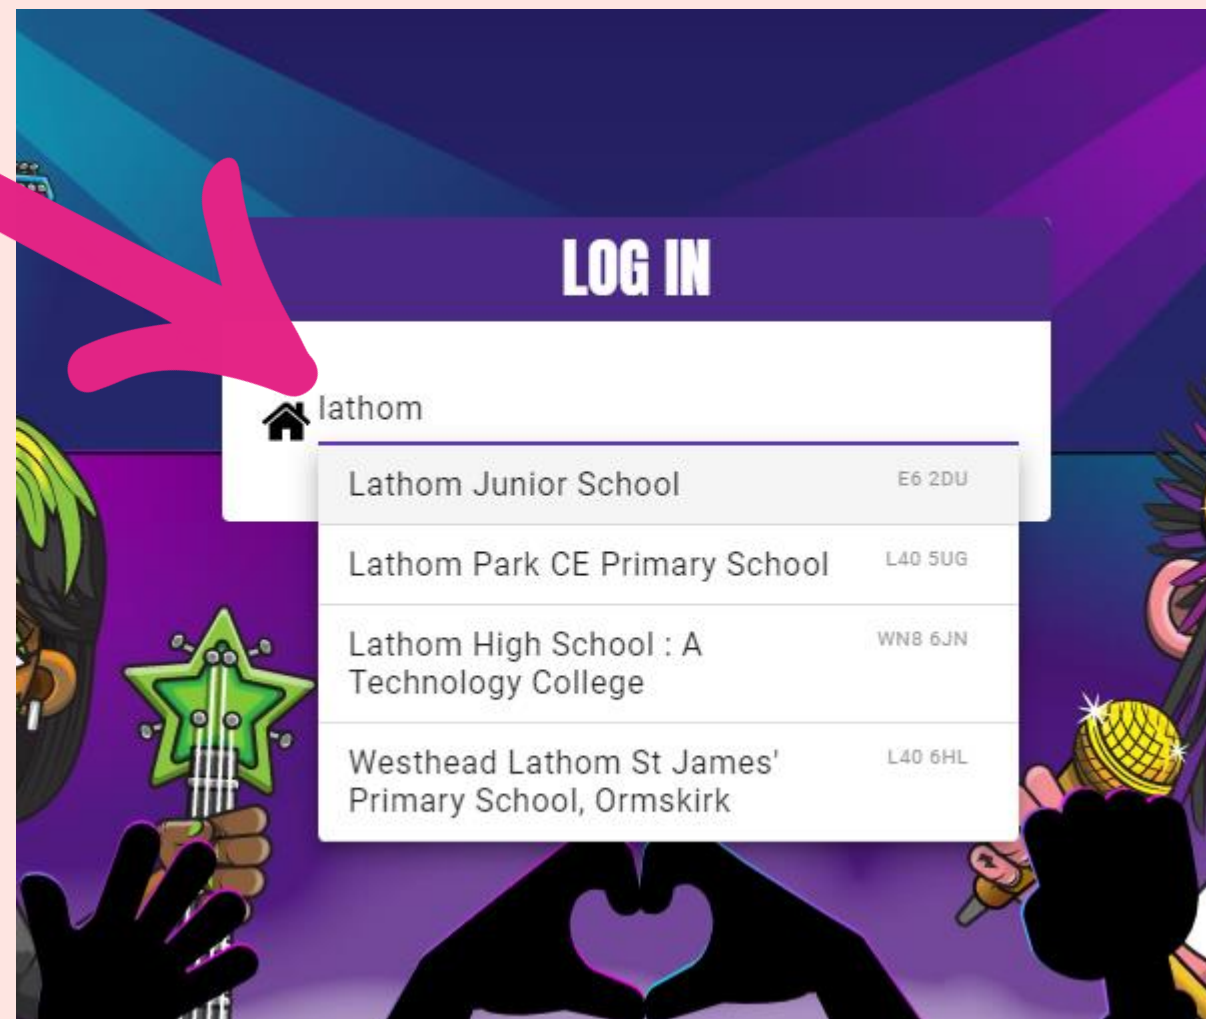 LOG IN
lathom
Lathom Junior School E6 2DU
Lathom Park CE Primary School L40 5UG
Lathom High School : A WN8 6JN
Technology College
Westhead Lathom St James' L40 6HL
Primary School, Ormskirk